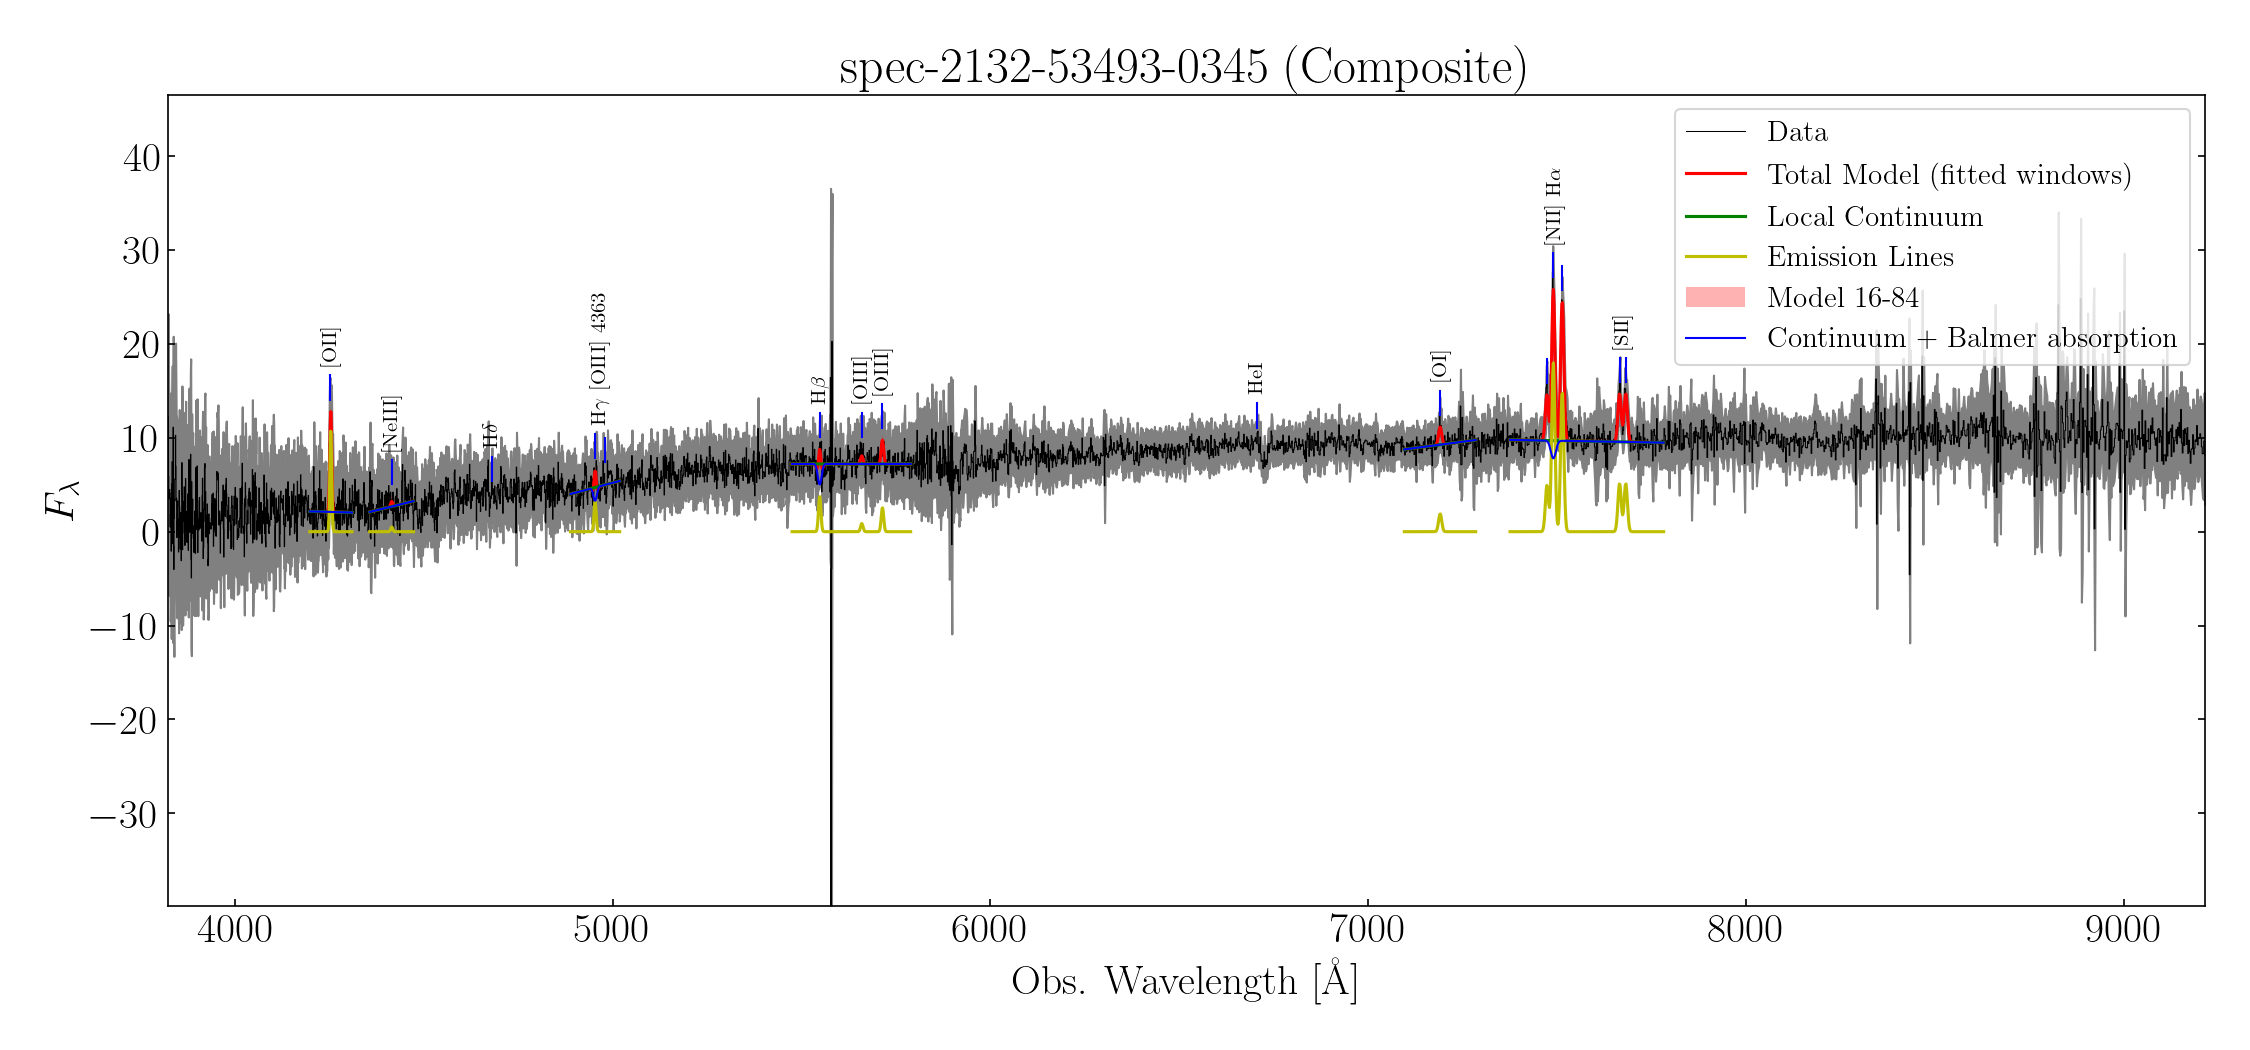 spec-2132-53493-0345 (Composite)
Data
Total Model (fitted windows)
Local Continuum
Emission Lines
Model 16-84
Continuum + Balmer absorption
[OII]
[NeIII]
Hδ
Hγ [OIII] 4363
Hβ
[OIII]
[OIII]
HeI
[OI]
[NII] Hα
[SII]
Fλ
40
30
20
10
0
−10
−20
−30
4000
5000
6000
7000
8000
9000
Obs. Wavelength [Å]